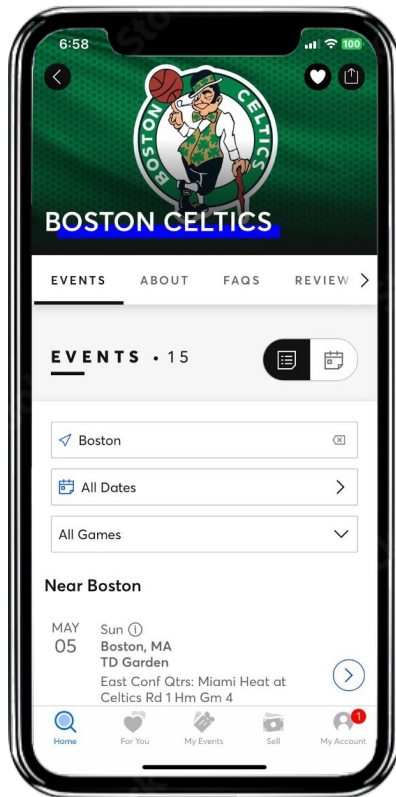 6:58
100
BOSTON CELTICS
BOSTON CELTICS
EVENTS ABOUT FAQS REVIEW
EVENTS • 15
Boston
All Dates
All Games
Near Boston
MAY
05
Sun
Boston, MA
TD Garden
East Conf Qtrs: Miami Heat at
Celtics Rd 1 Hm Gm 4
Home For You My Events Sell My Account
1